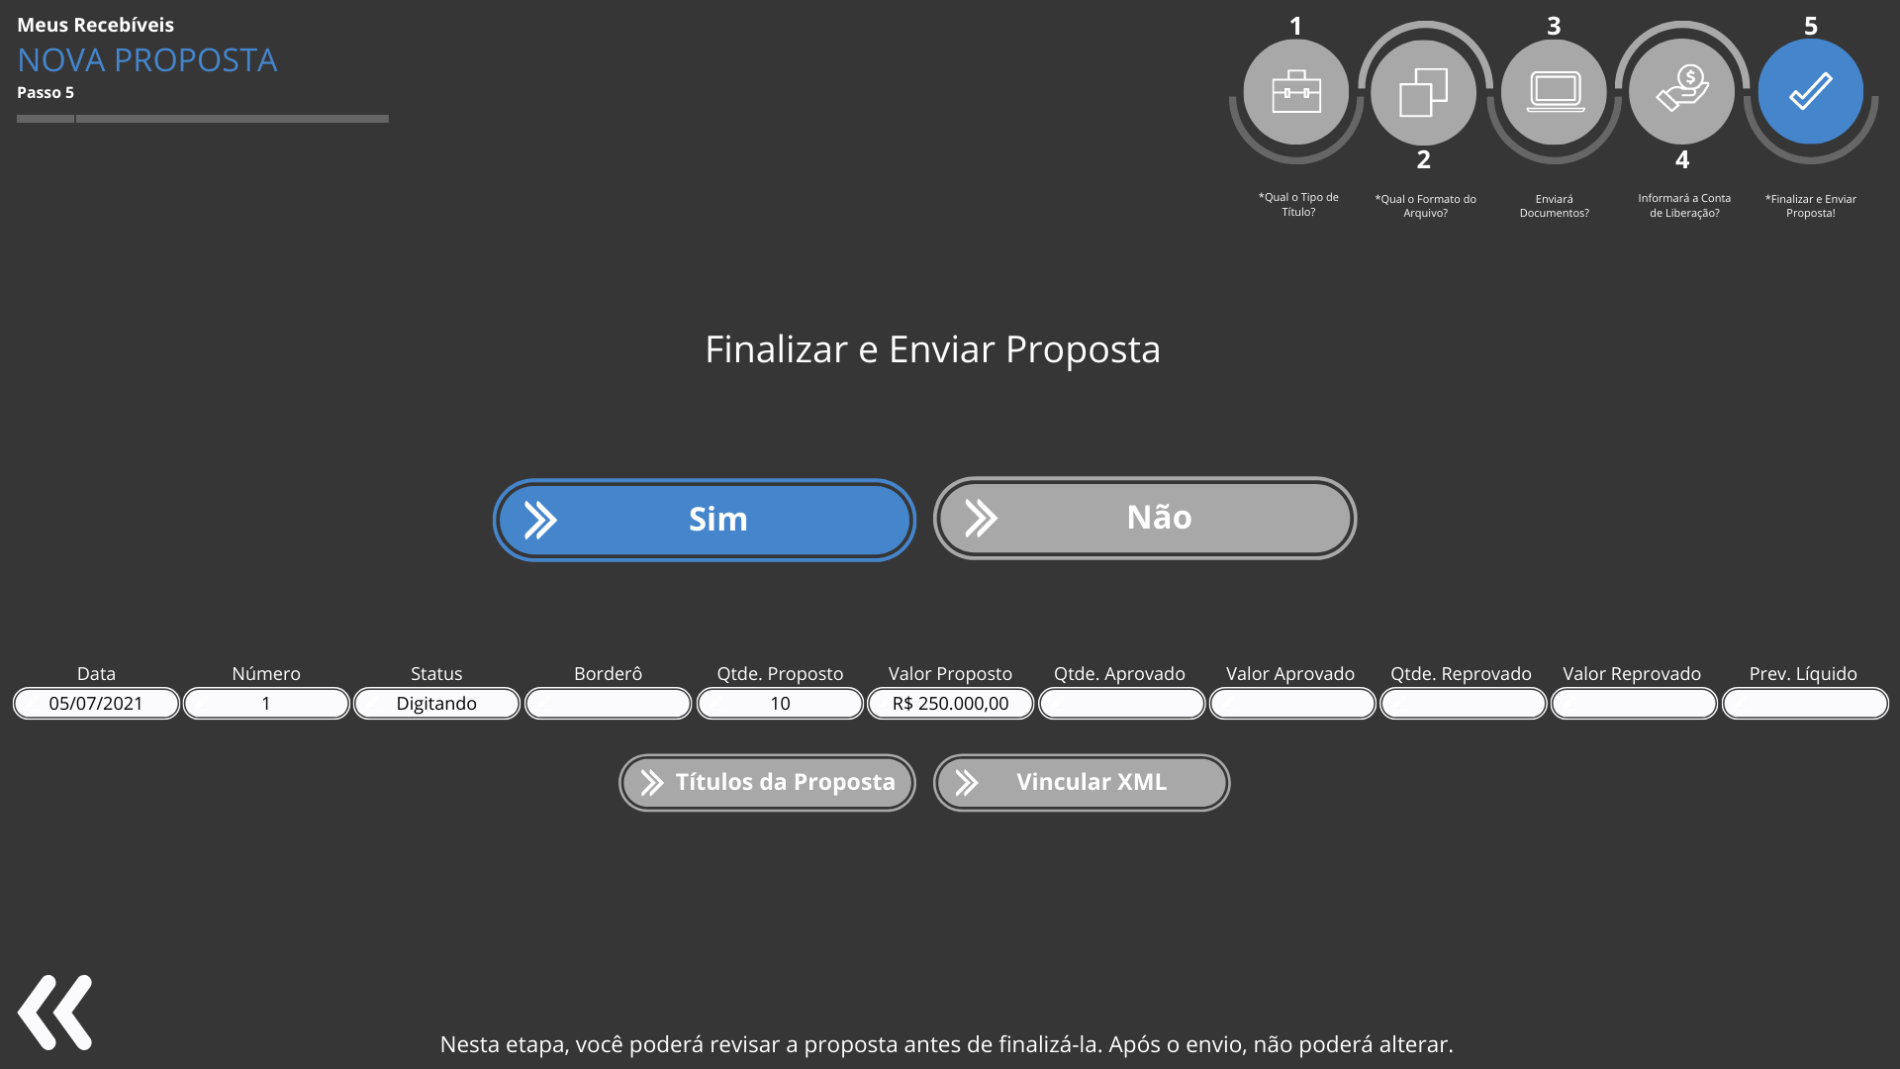 Meus Recebíveis
NOVA PROPOSTA
Passo 5
1
2
3
4
5
*Qual o Tipo de
Título?
*Qual o Formato do
Arquivo?
Enviará
Documentos?
Informará a Conta
de Liberação?
*Finalizar e Enviar
Proposta!
Finalizar e Enviar Proposta
Sim
Não
Data Número Status Borderô Qtde. Proposto Valor Proposto Qtde. Aprovado Valor Aprovado Qtde. Reprovado Valor Reprovado Prev. Líquido
05/07/2021 1 Digitando 10 R$ 250.000,00
Títulos da Proposta
Vincular XML
Nesta etapa, você poderá revisar a proposta antes de finalizá-la. Após o envio, não poderá alterar.